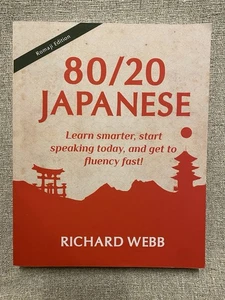 Romaji Edition
80/20
JAPANESE
Learn smarter, start
speaking today, and get to
fluency fast!
RICHARD WEBB